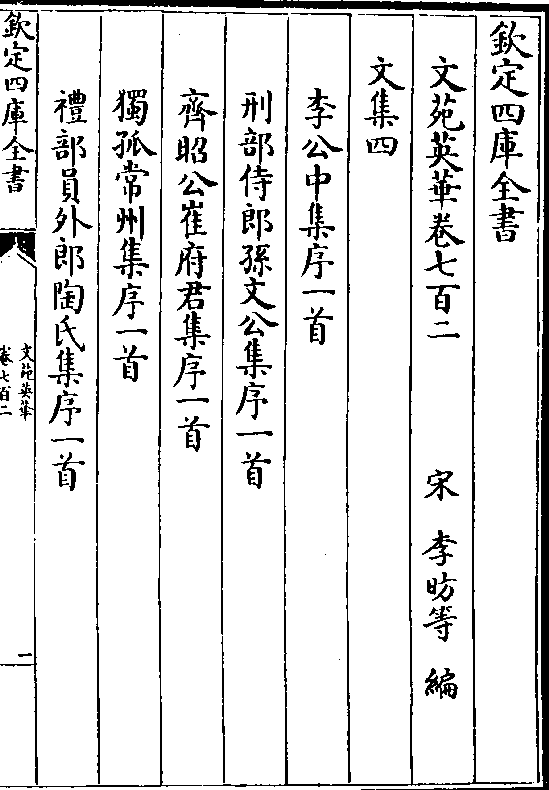 欽定四庫全書
文苑英華卷七百二
宋 李昉等 編
文集四
李公中集序一首
刑部侍郎孫文公集序一首
齊昭公崔府君集序一首
獨孤常州集序一首
禮部員外郎陶氏集序一首
欽定四庫全書
文苑英華
卷七百二
一